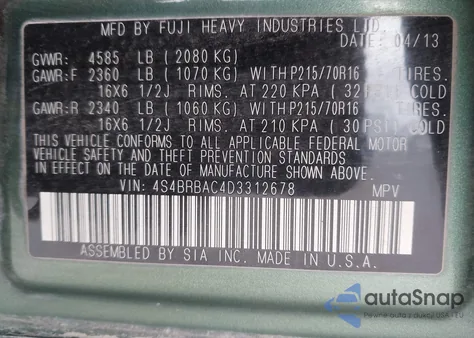 MFD BY FUJI HEAVY INDUSTRIES LTD.
DATE: 04/13
GVWR: 4585 LB (2080 KG)
GAWR:F 2360 LB (1070 KG) WITH P215/70R16 TIRES.
16X6 1/2J RIMS. AT 220 KPA (32 PSI) COLD
GAWR:R 2340 LB (1060 KG) WITH P215/70R16 TIRES.
16X6 1/2J RIMS. AT 210 KPA (30 PSI) COLD
THIS VEHICLE CONFORMS TO ALL APPLICABLE FEDERAL MOTOR
VEHICLE SAFETY AND THEFT PREVENTION STANDARDS
IN EFFECT ON THE DATE OF MANUFACTURE SHOWN ABOVE.
VIN: 4S4BRBAC4D3312678 MPV
ASSEMBLED BY SIA INC. MADE IN U.S.A.
autaSnap